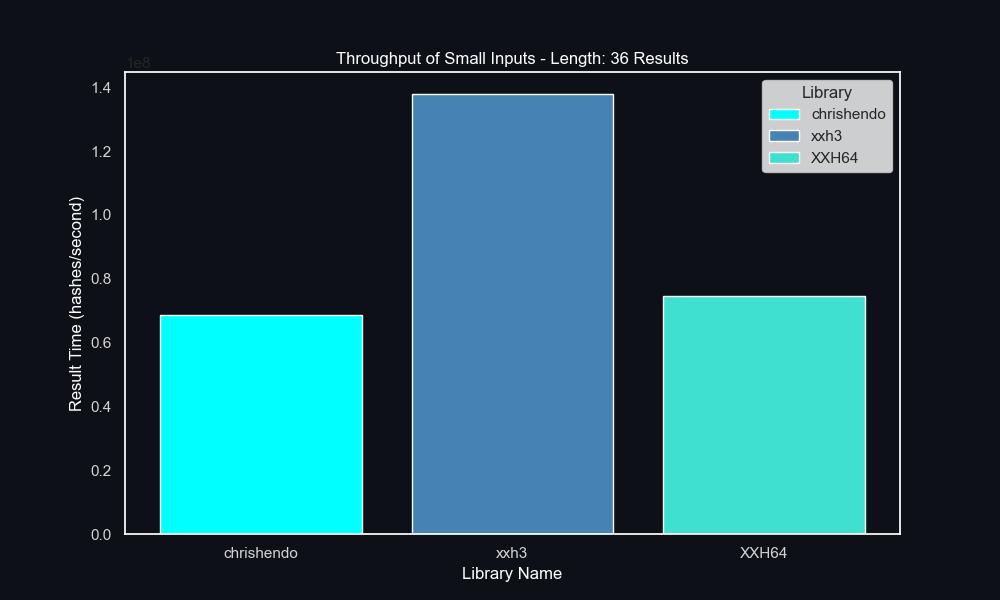 Throughput of Small Inputs - Length: 36 Results
1e8
1.4
1.2
1.0
0.8
0.6
0.4
0.2
0.0
Result Time (hashes/second)
Library
chrishendo
xxh3
XXH64
chrishendo
xxh3
XXH64
Library Name